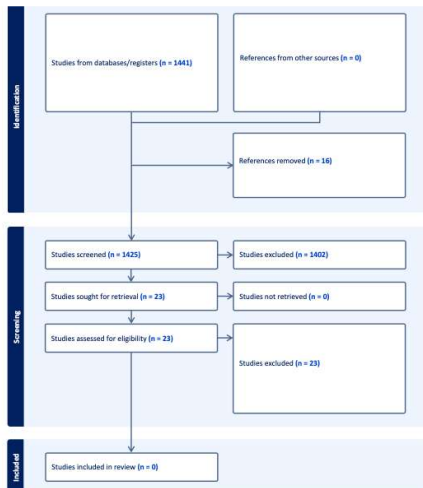 Identification
Studies from databases/registers (n = 1441)
References from other sources (n = 0)
References removed (n = 16)
Screening
Studies screened (n = 1425)
Studies excluded (n = 1402)
Studies sought for retrieval (n = 23)
Studies not retrieved (n = 0)
Studies assessed for eligibility (n = 23)
Studies excluded (n = 23)
Included
Studies included in review (n = 0)